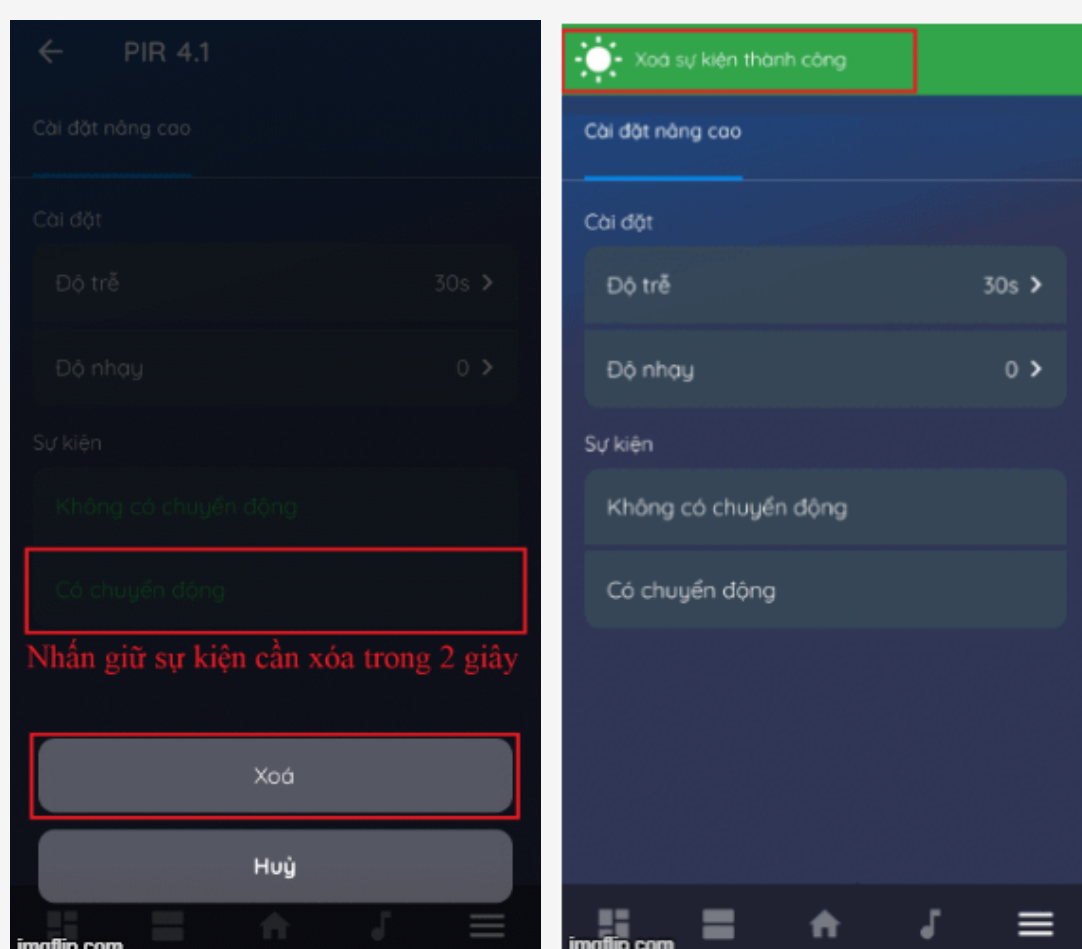 PIR 4.1
Cài đặt nâng cao
Cài đặt
Độ trễ 30s
Độ nhạy 0
Sự kiện
Không có chuyển động
Có chuyển động
Nhấn giữ sự kiện cần xóa trong 2 giây
Xoá
Huỷ
imgflip.com
Xoá sự kiện thành công
Cài đặt nâng cao
Cài đặt
Độ trễ 30s
Độ nhạy 0
Sự kiện
Không có chuyển động
Có chuyển động
imgflip.com